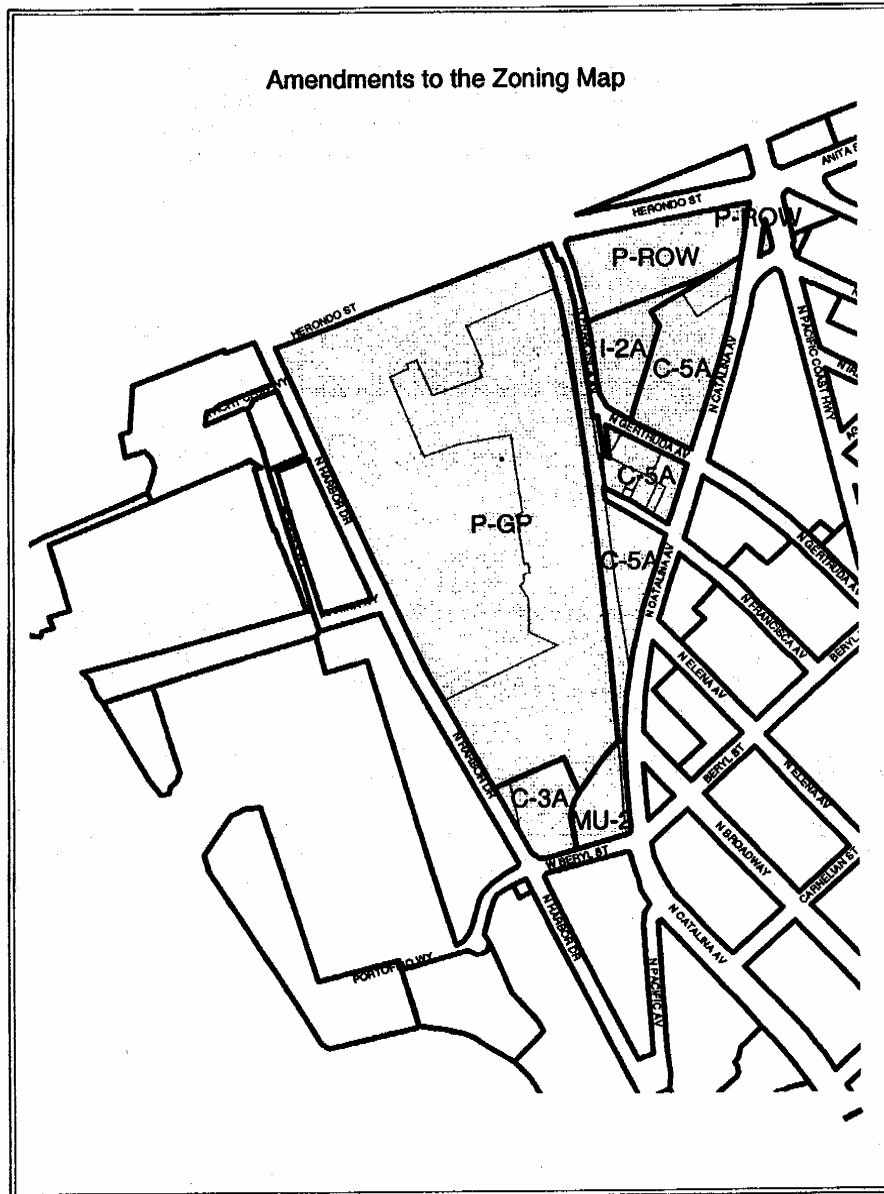 Amendments to the Zoning Map
HERONDO ST
P-ROW
P-ROW
HERONDO ST
I-2A
C-5A
N CATALINA AV
N PACIFIC COAST HWY
N HARBOR DR
N GERTRUDA AV
C-5A
P-GP
C-5A
N CATALINA AV
N GERTRUDA AV
N FRANCISCA AV
BERYL
N ELENA AV
N HARBOR DR
BERYL ST
N ELENA AV
C-3A
MU-2
N BROADWAY
W BERYL ST
CARNELIAN ST
N HARBOR DR
N CATALINA AV
PORTOFINO WY
N PACIFIC AV